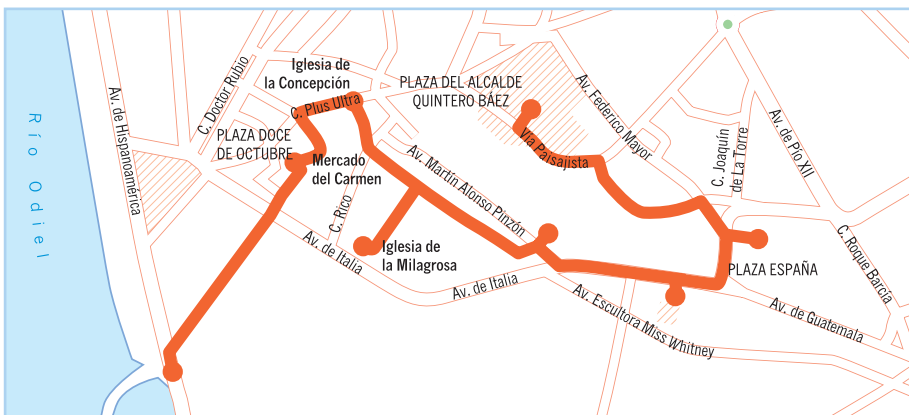 Río Odiel
Av. de Hispanoamérica
C. Doctor Rubio
Iglesia de
la Concepción
C. Plus Ultra
PLAZA DOCE
DE OCTUBRE
Mercado
del Carmen
C. Rico
Iglesia de
la Milagrosa
Av. de Italia
Av. de Italia
Av. Martín Alonso Pinzón
PLAZA DEL ALCALDE
QUINTERO BÁEZ
Vía Paisajista
Av. Federico Mayor
C. Joaquín
de La Torre
Av. de Pío XII
C. Roque Barcía
PLAZA ESPAÑA
Av. de Guatemala
Av. Escultora Miss Whitney